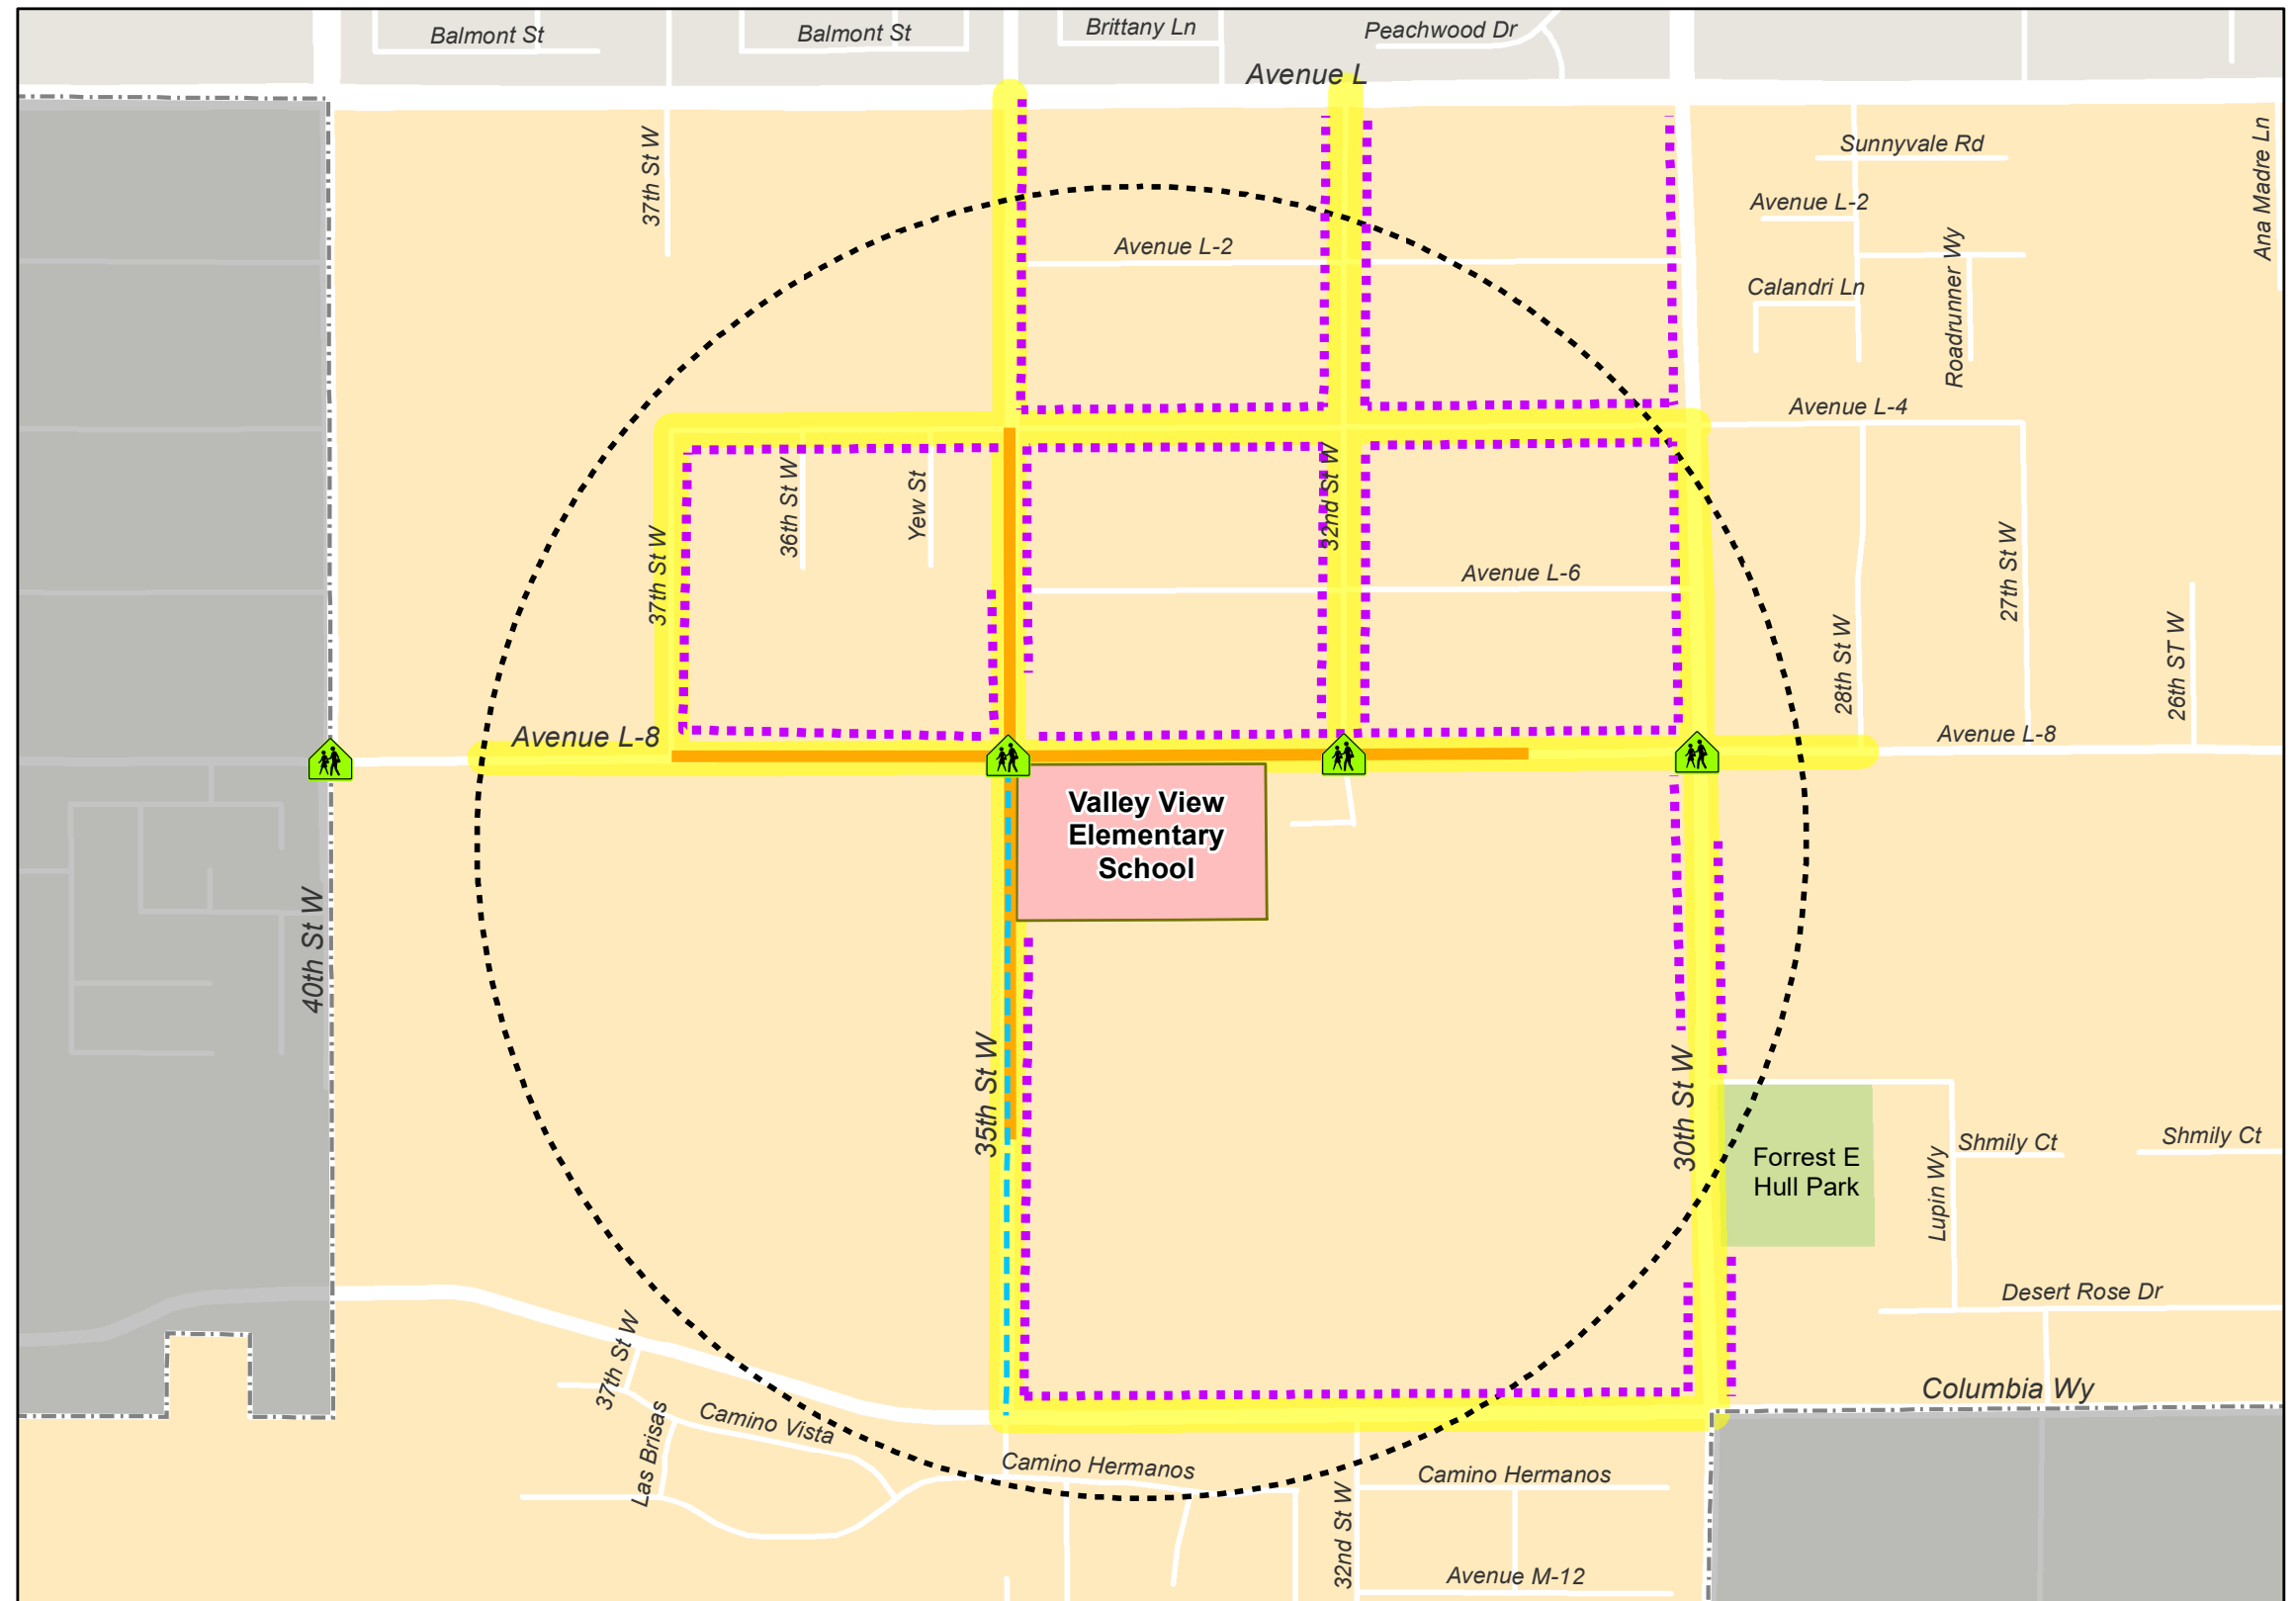 Balmont St
Balmont St
Brittany Ln
Peachwood Dr
Avenue L
37th St W
Sunnyvale Rd
Ana Madre Ln
Avenue L-2
Avenue L-2
Roadrunner Wy
Calandri Ln
Avenue L-4
36th St W
Yew St
32nd St W
37th St W
Avenue L-6
27th St W
28th St W
26th ST W
Avenue L-8
Avenue L-8
Valley View
Elementary
School
40th St W
35th St W
30th St W
Forrest E
Hull Park
Lupin Wy
Shmily Ct
Shmily Ct
Desert Rose Dr
37th St W
Columbia Wy
Las Brisas
Camino Vista
Camino Hermanos
Camino Hermanos
32nd St W
Avenue M-12